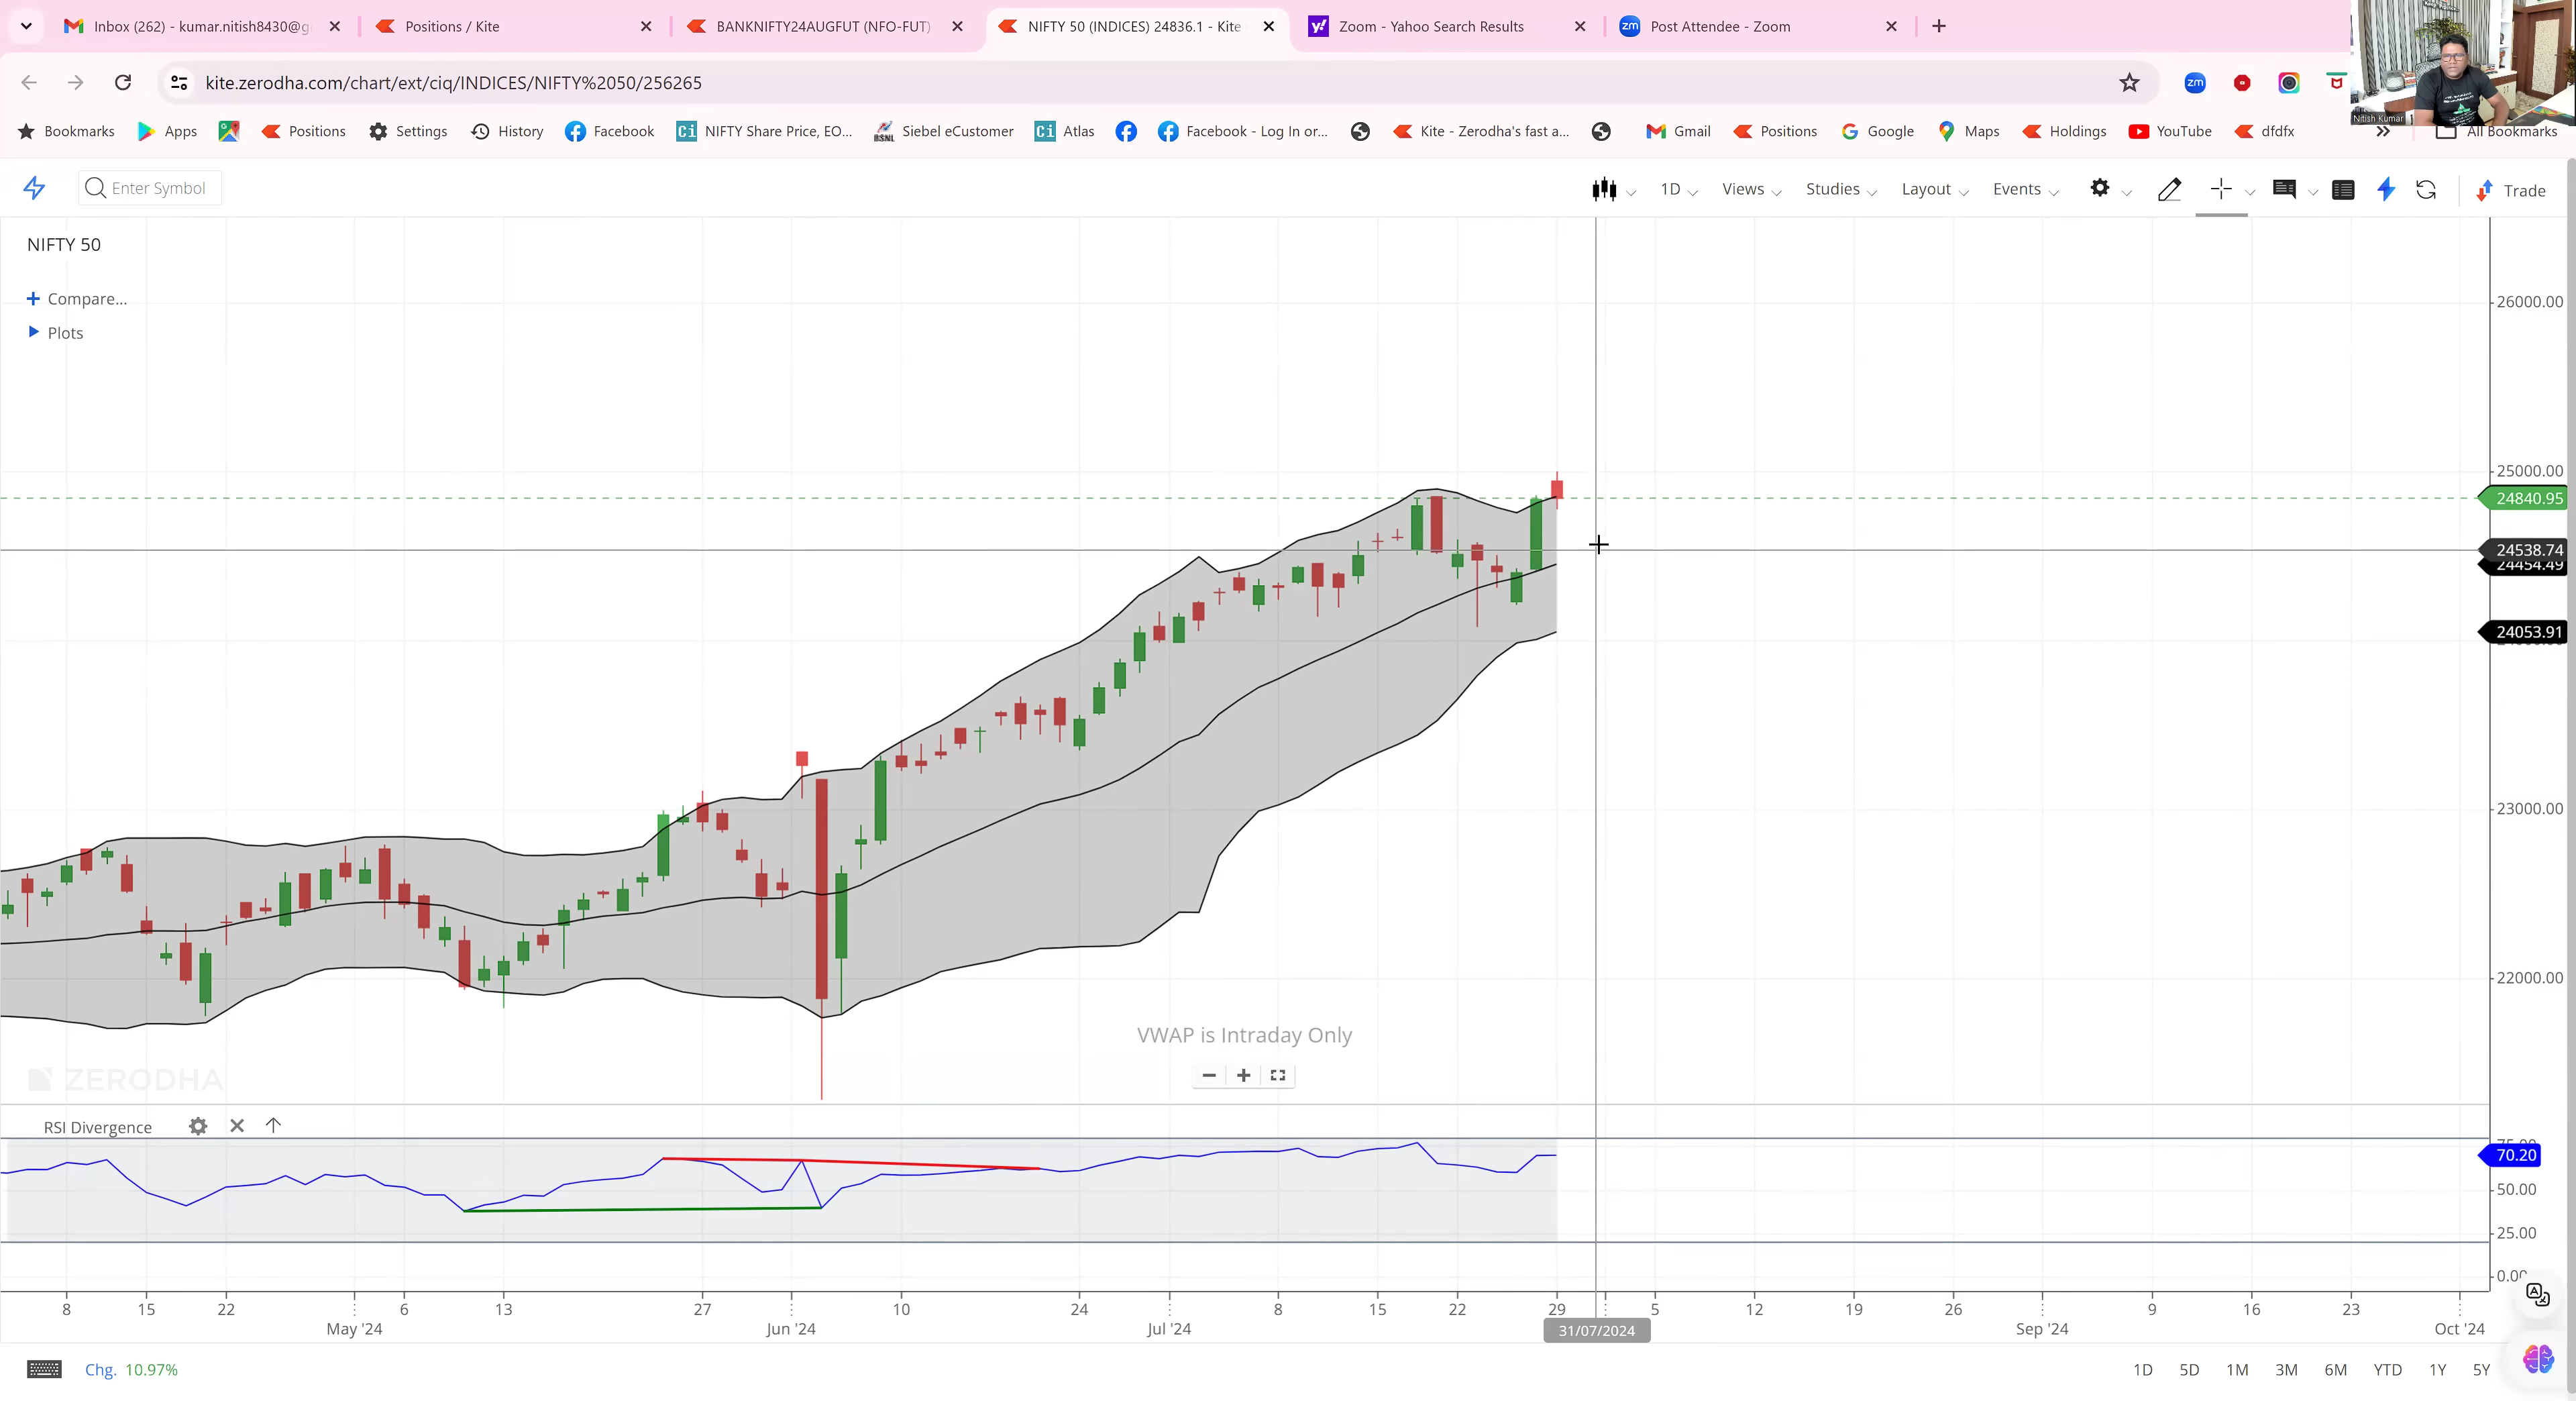 Inbox (262) - kumar.nitish8430@g
Positions / Kite
BANKNIFTY24AUGFUT (NFO-FUT)
NIFTY 50 (INDICES) 24836.1 - Kite
Zoom - Yahoo Search Results
Post Attendee - Zoom
kite.zerodha.com/chart/ext/ciq/INDICES/NIFTY%2050/256265
Bookmarks Apps Positions Settings History Facebook NIFTY Share Price, EO... Siebel eCustomer Atlas Facebook - Log In or... Kite - Zerodha's fast a... Gmail Positions Google Maps Holdings YouTube dfdfx All Bookmarks
Nitish Kumar
Enter Symbol
1D Views Studies Layout Events Trade
NIFTY 50
Compare...
Plots
26000.00
25000.00
24840.95
24538.74
24454.49
24053.91
23000.00
22000.00
VWAP is Intraday Only
ZERODHA
RSI Divergence
75.00
70.20
50.00
25.00
0.00
8 15 22 6 13 27 10 24 8 15 22 29 5 12 19 26 9 16 23
May '24 Jun '24 Jul '24 31/07/2024 Sep '24 Oct '24
Chg. 10.97%
1D 5D 1M 3M 6M YTD 1Y 5Y